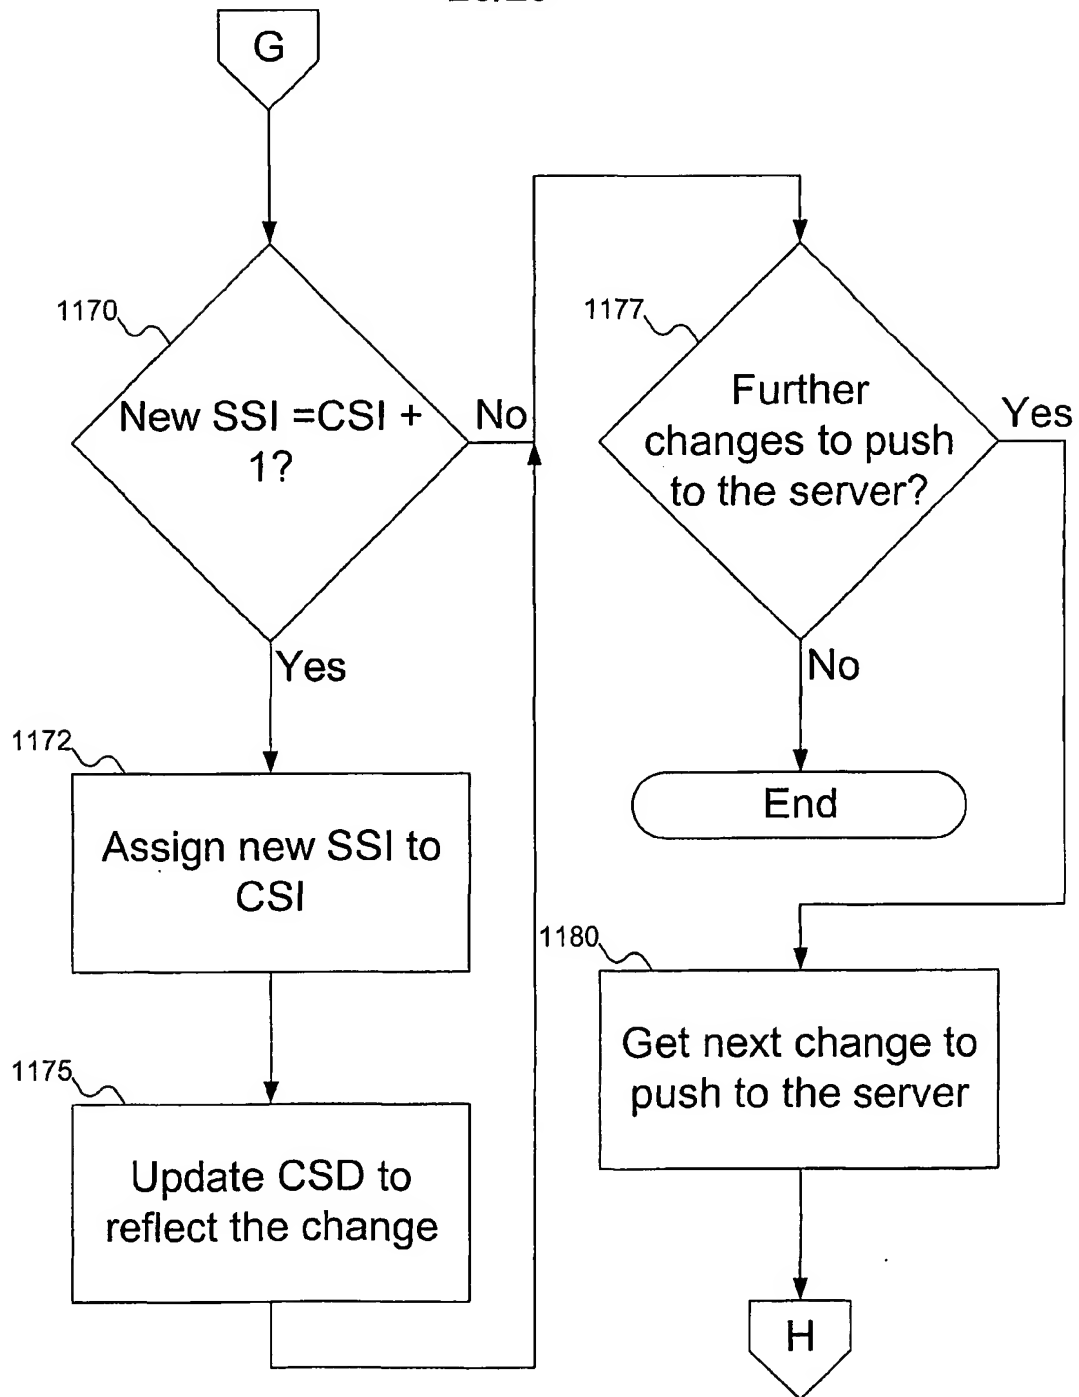 G
1170
New SSI =CSI +
1?
No
Yes
1172
Assign new SSI to
CSI
1175
Update CSD to
reflect the change
1177
Further
changes to push
to the server?
Yes
No
End
1180
Get next change to
push to the server
H